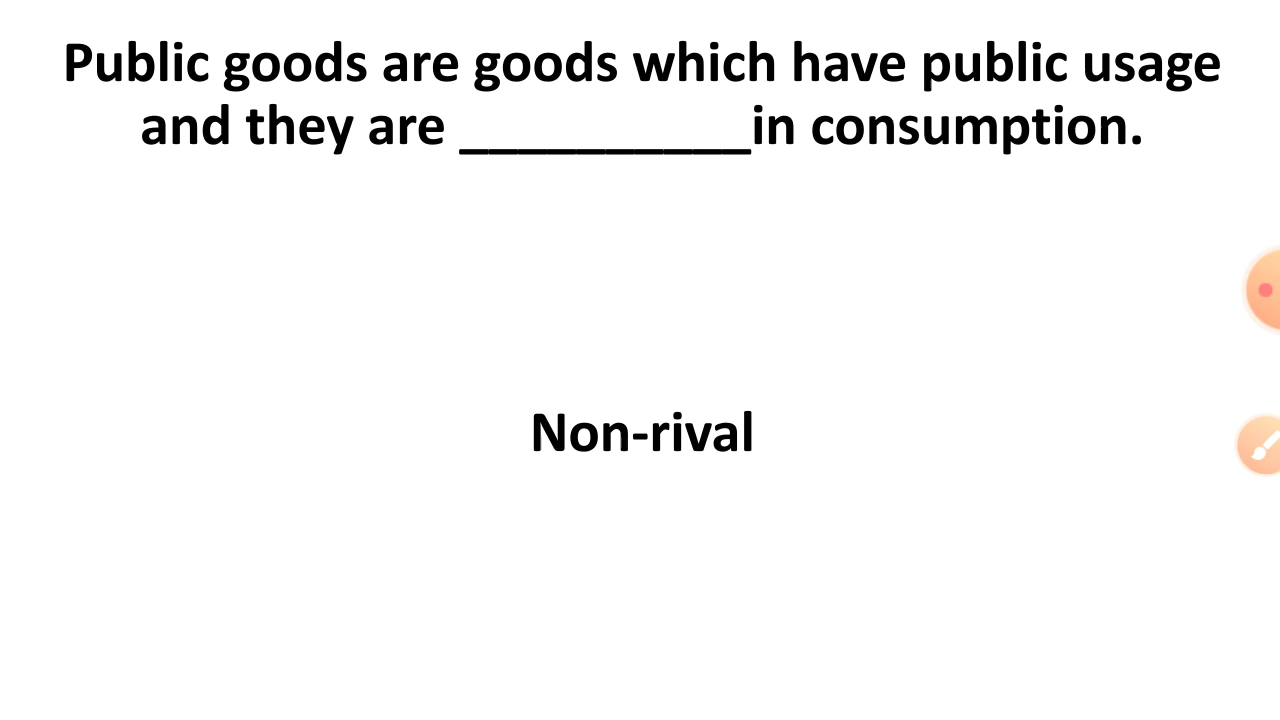 Public goods are goods which have public usage
and they are __________in consumption.
Non-rival